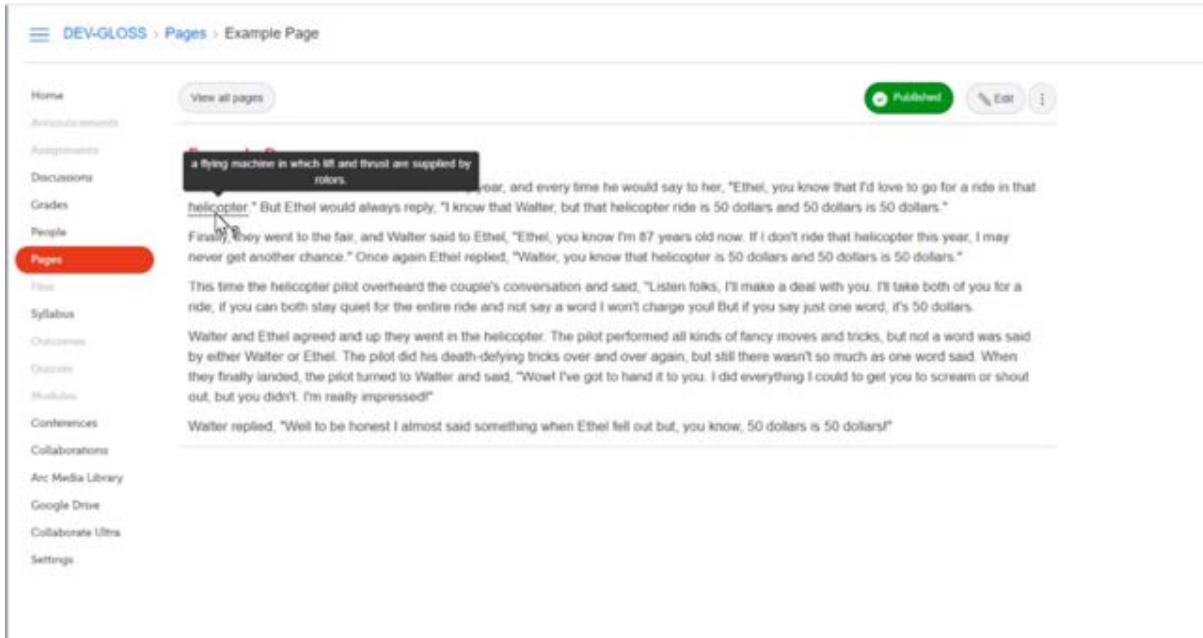 DEV-GLOSS › Pages › Example Page
Home
Announcements
Assignments
Discussions
Grades
People
Pages
Files
Syllabus
Outcomes
Quizzes
Modules
Conferences
Collaborations
Arc Media Library
Google Drive
Collaborate Ultra
Settings
View all pages
Published
Edit
a flying machine in which lift and thrust are supplied by
rotors.
year, and every time he would say to her, "Ethel, you know that I'd love to go for a ride in that
helicopter." But Ethel would always reply, "I know that Walter, but that helicopter ride is 50 dollars and 50 dollars is 50 dollars."
Finally, they went to the fair, and Walter said to Ethel, "Ethel, you know I'm 87 years old now. If I don't ride that helicopter this year, I may
never get another chance." Once again Ethel replied, "Walter, you know that helicopter is 50 dollars and 50 dollars is 50 dollars."
This time the helicopter pilot overheard the couple's conversation and said, "Listen folks, I'll make a deal with you. I'll take both of you for a
ride; if you can both stay quiet for the entire ride and not say a word I won't charge you! But if you say just one word, it's 50 dollars.
Walter and Ethel agreed and up they went in the helicopter. The pilot performed all kinds of fancy moves and tricks, but not a word was said
by either Walter or Ethel. The pilot did his death-defying tricks over and over again, but still there wasn't so much as one word said. When
they finally landed, the pilot turned to Walter and said, "Wow! I've got to hand it to you. I did everything I could to get you to scream or shout
out, but you didn't. I'm really impressed!"
Walter replied, "Well to be honest I almost said something when Ethel fell out but, you know, 50 dollars is 50 dollars!"